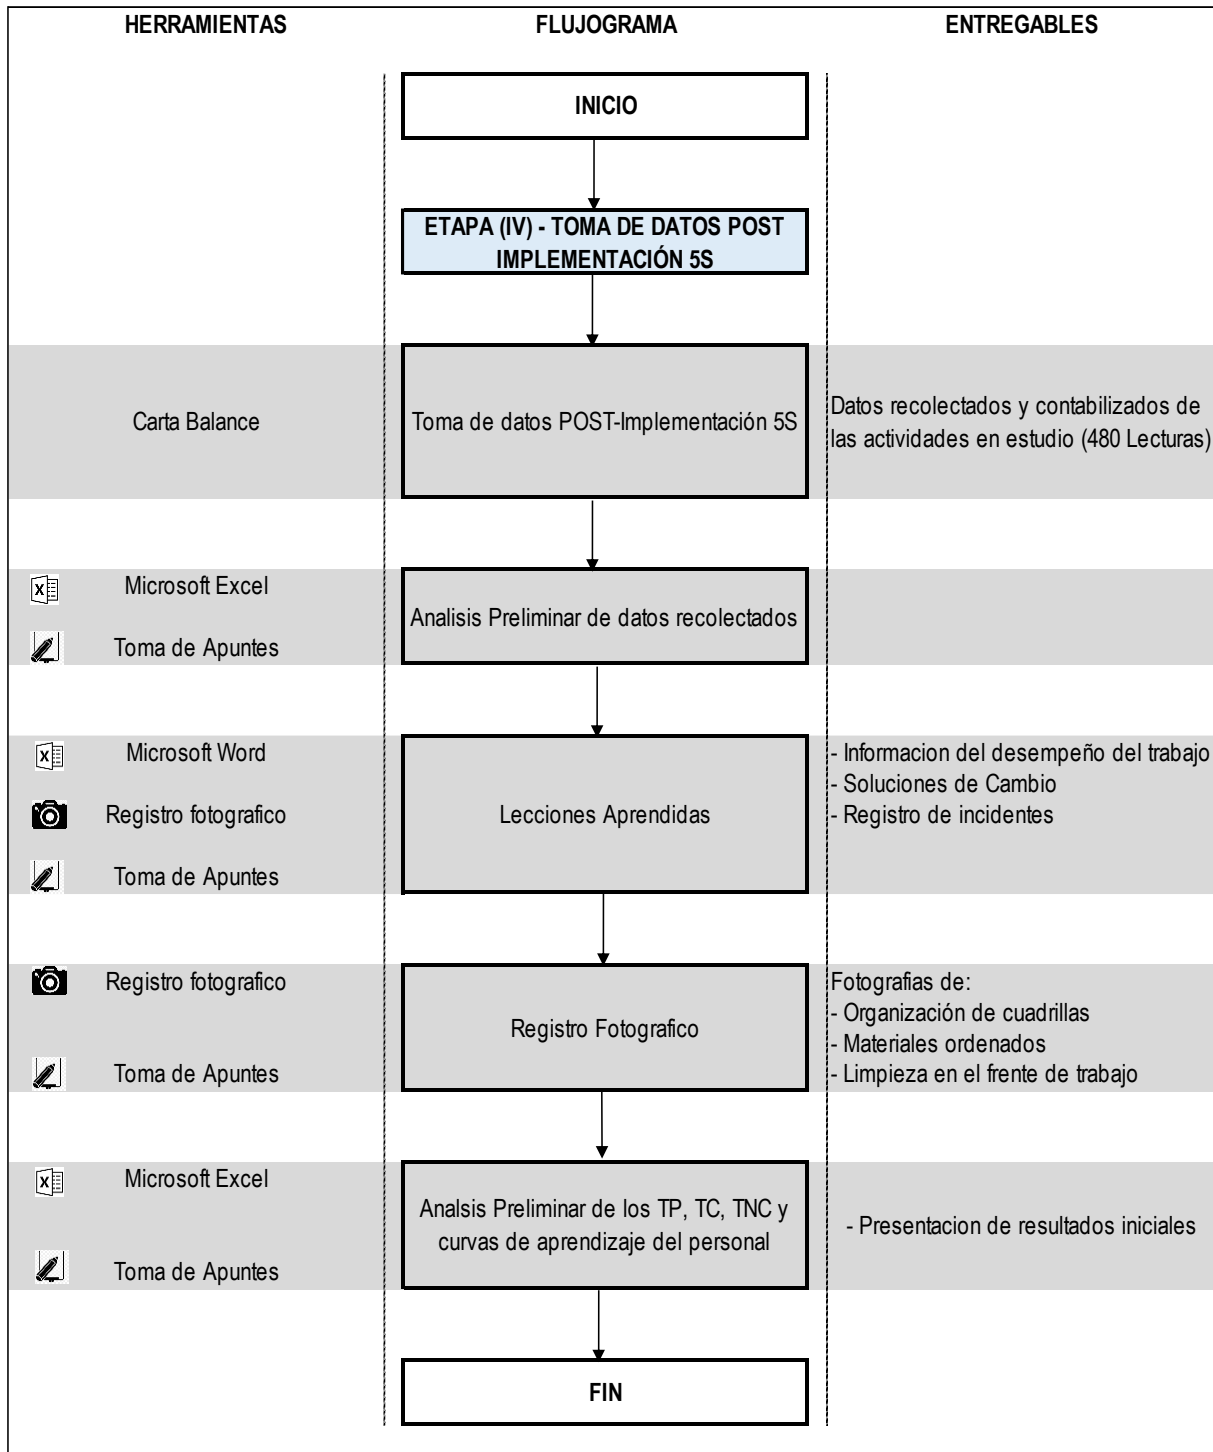 HERRAMIENTAS
FLUJOGRAMA
ENTREGABLES
INICIO
ETAPA (IV) - TOMA DE DATOS POST
IMPLEMENTACIÓN 5S
Carta Balance
Toma de datos POST-Implementación 5S
Datos recolectados y contabilizados de
las actividades en estudio (480 Lecturas)
Microsoft Excel
Toma de Apuntes
Analisis Preliminar de datos recolectados
Microsoft Word
Registro fotografico
Toma de Apuntes
Lecciones Aprendidas
- Informacion del desempeño del trabajo
- Soluciones de Cambio
- Registro de incidentes
Registro fotografico
Toma de Apuntes
Registro Fotografico
Fotografias de:
- Organización de cuadrillas
- Materiales ordenados
- Limpieza en el frente de trabajo
Microsoft Excel
Toma de Apuntes
Analsis Preliminar de los TP, TC, TNC y
curvas de aprendizaje del personal
- Presentacion de resultados iniciales
FIN